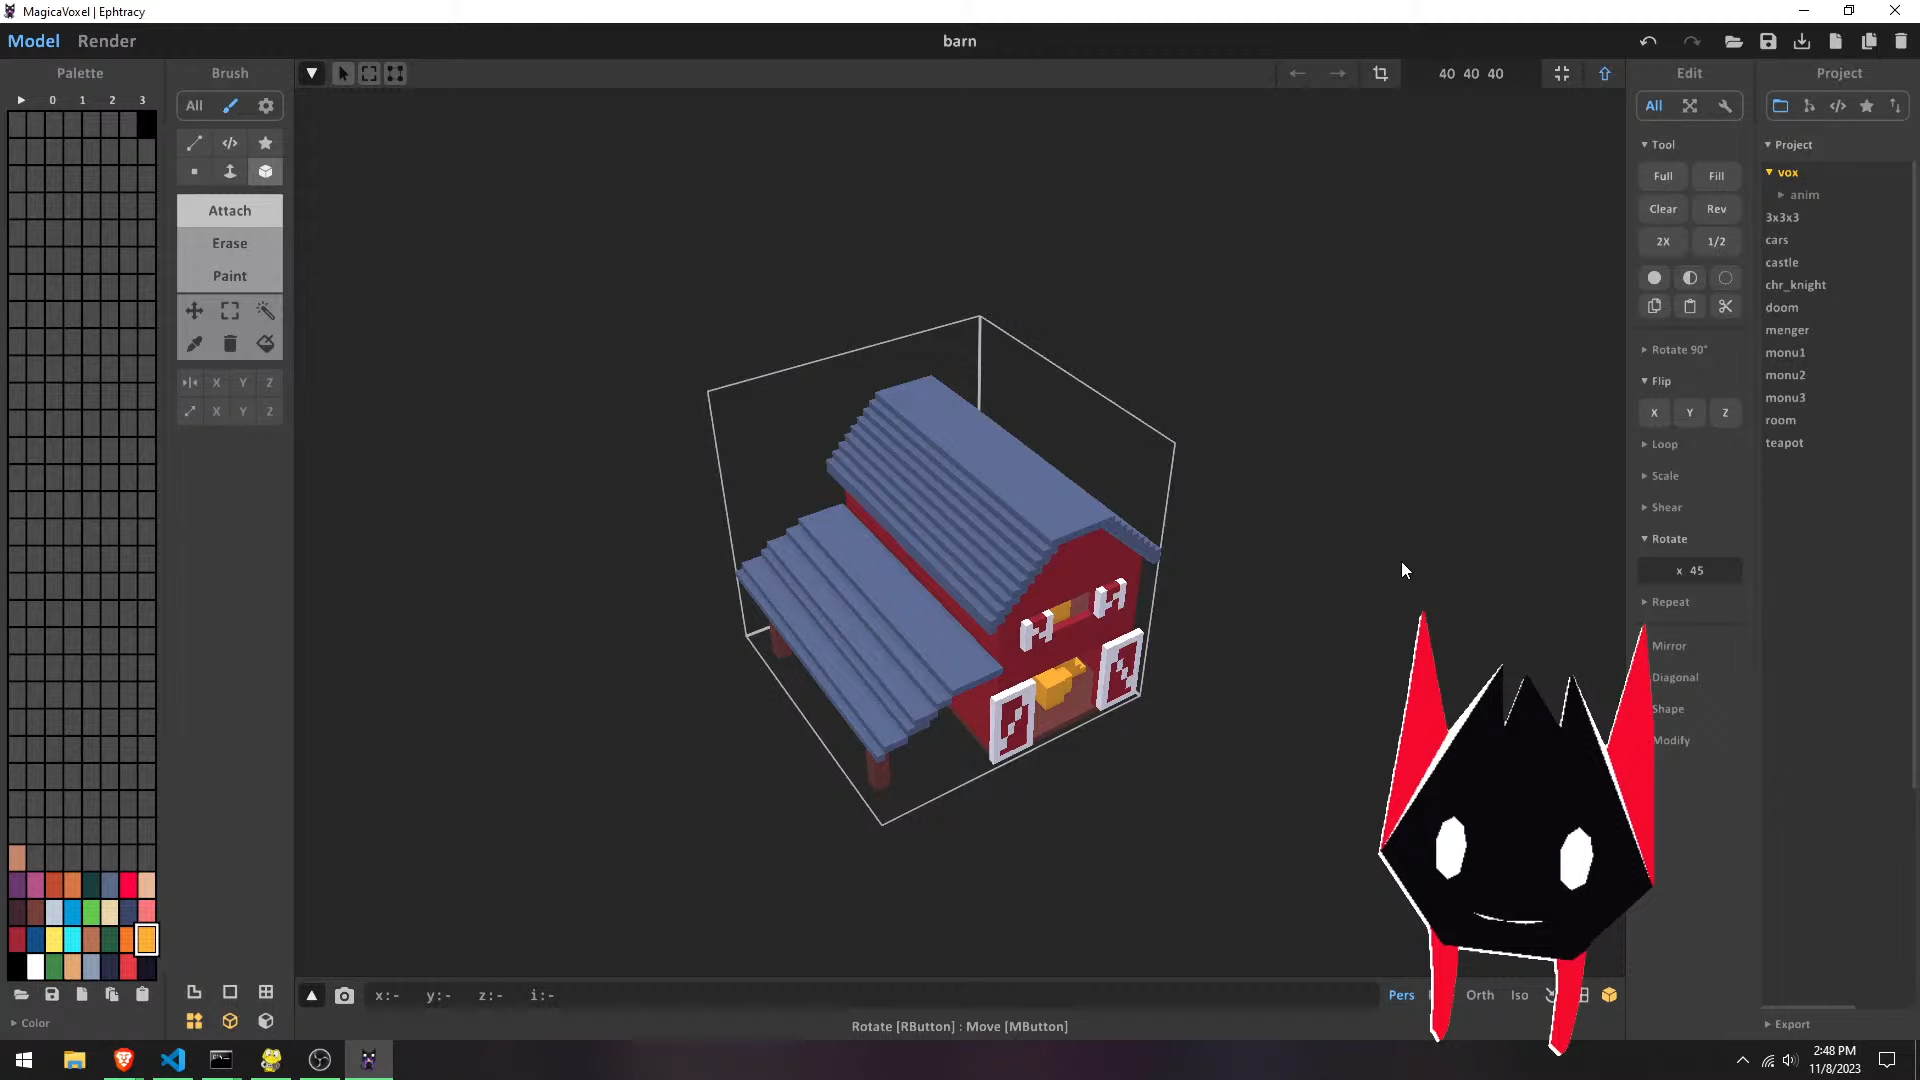 MagicaVoxel | Ephtracy
Model Render
barn
Palette
Brush
40 40 40
Edit
Project
0 1 2 3
All
All
Tool
Project
Full Fill
vox
anim
Attach
Clear Rev
3x3x3
Erase
2X 1/2
cars
castle
Paint
chr_knight
doom
menger
Rotate 90°
monu1
X Y Z
Flip
monu2
X Y Z
X Y Z
monu3
room
Loop
teapot
Scale
Shear
Rotate
x 45
Repeat
Mirror
Diagonal
Shape
Modify
x:- y:- z:- i:-
Pers Orth Iso
Color
Rotate [RButton] : Move [MButton]
Export
2:48 PM
11/8/2023